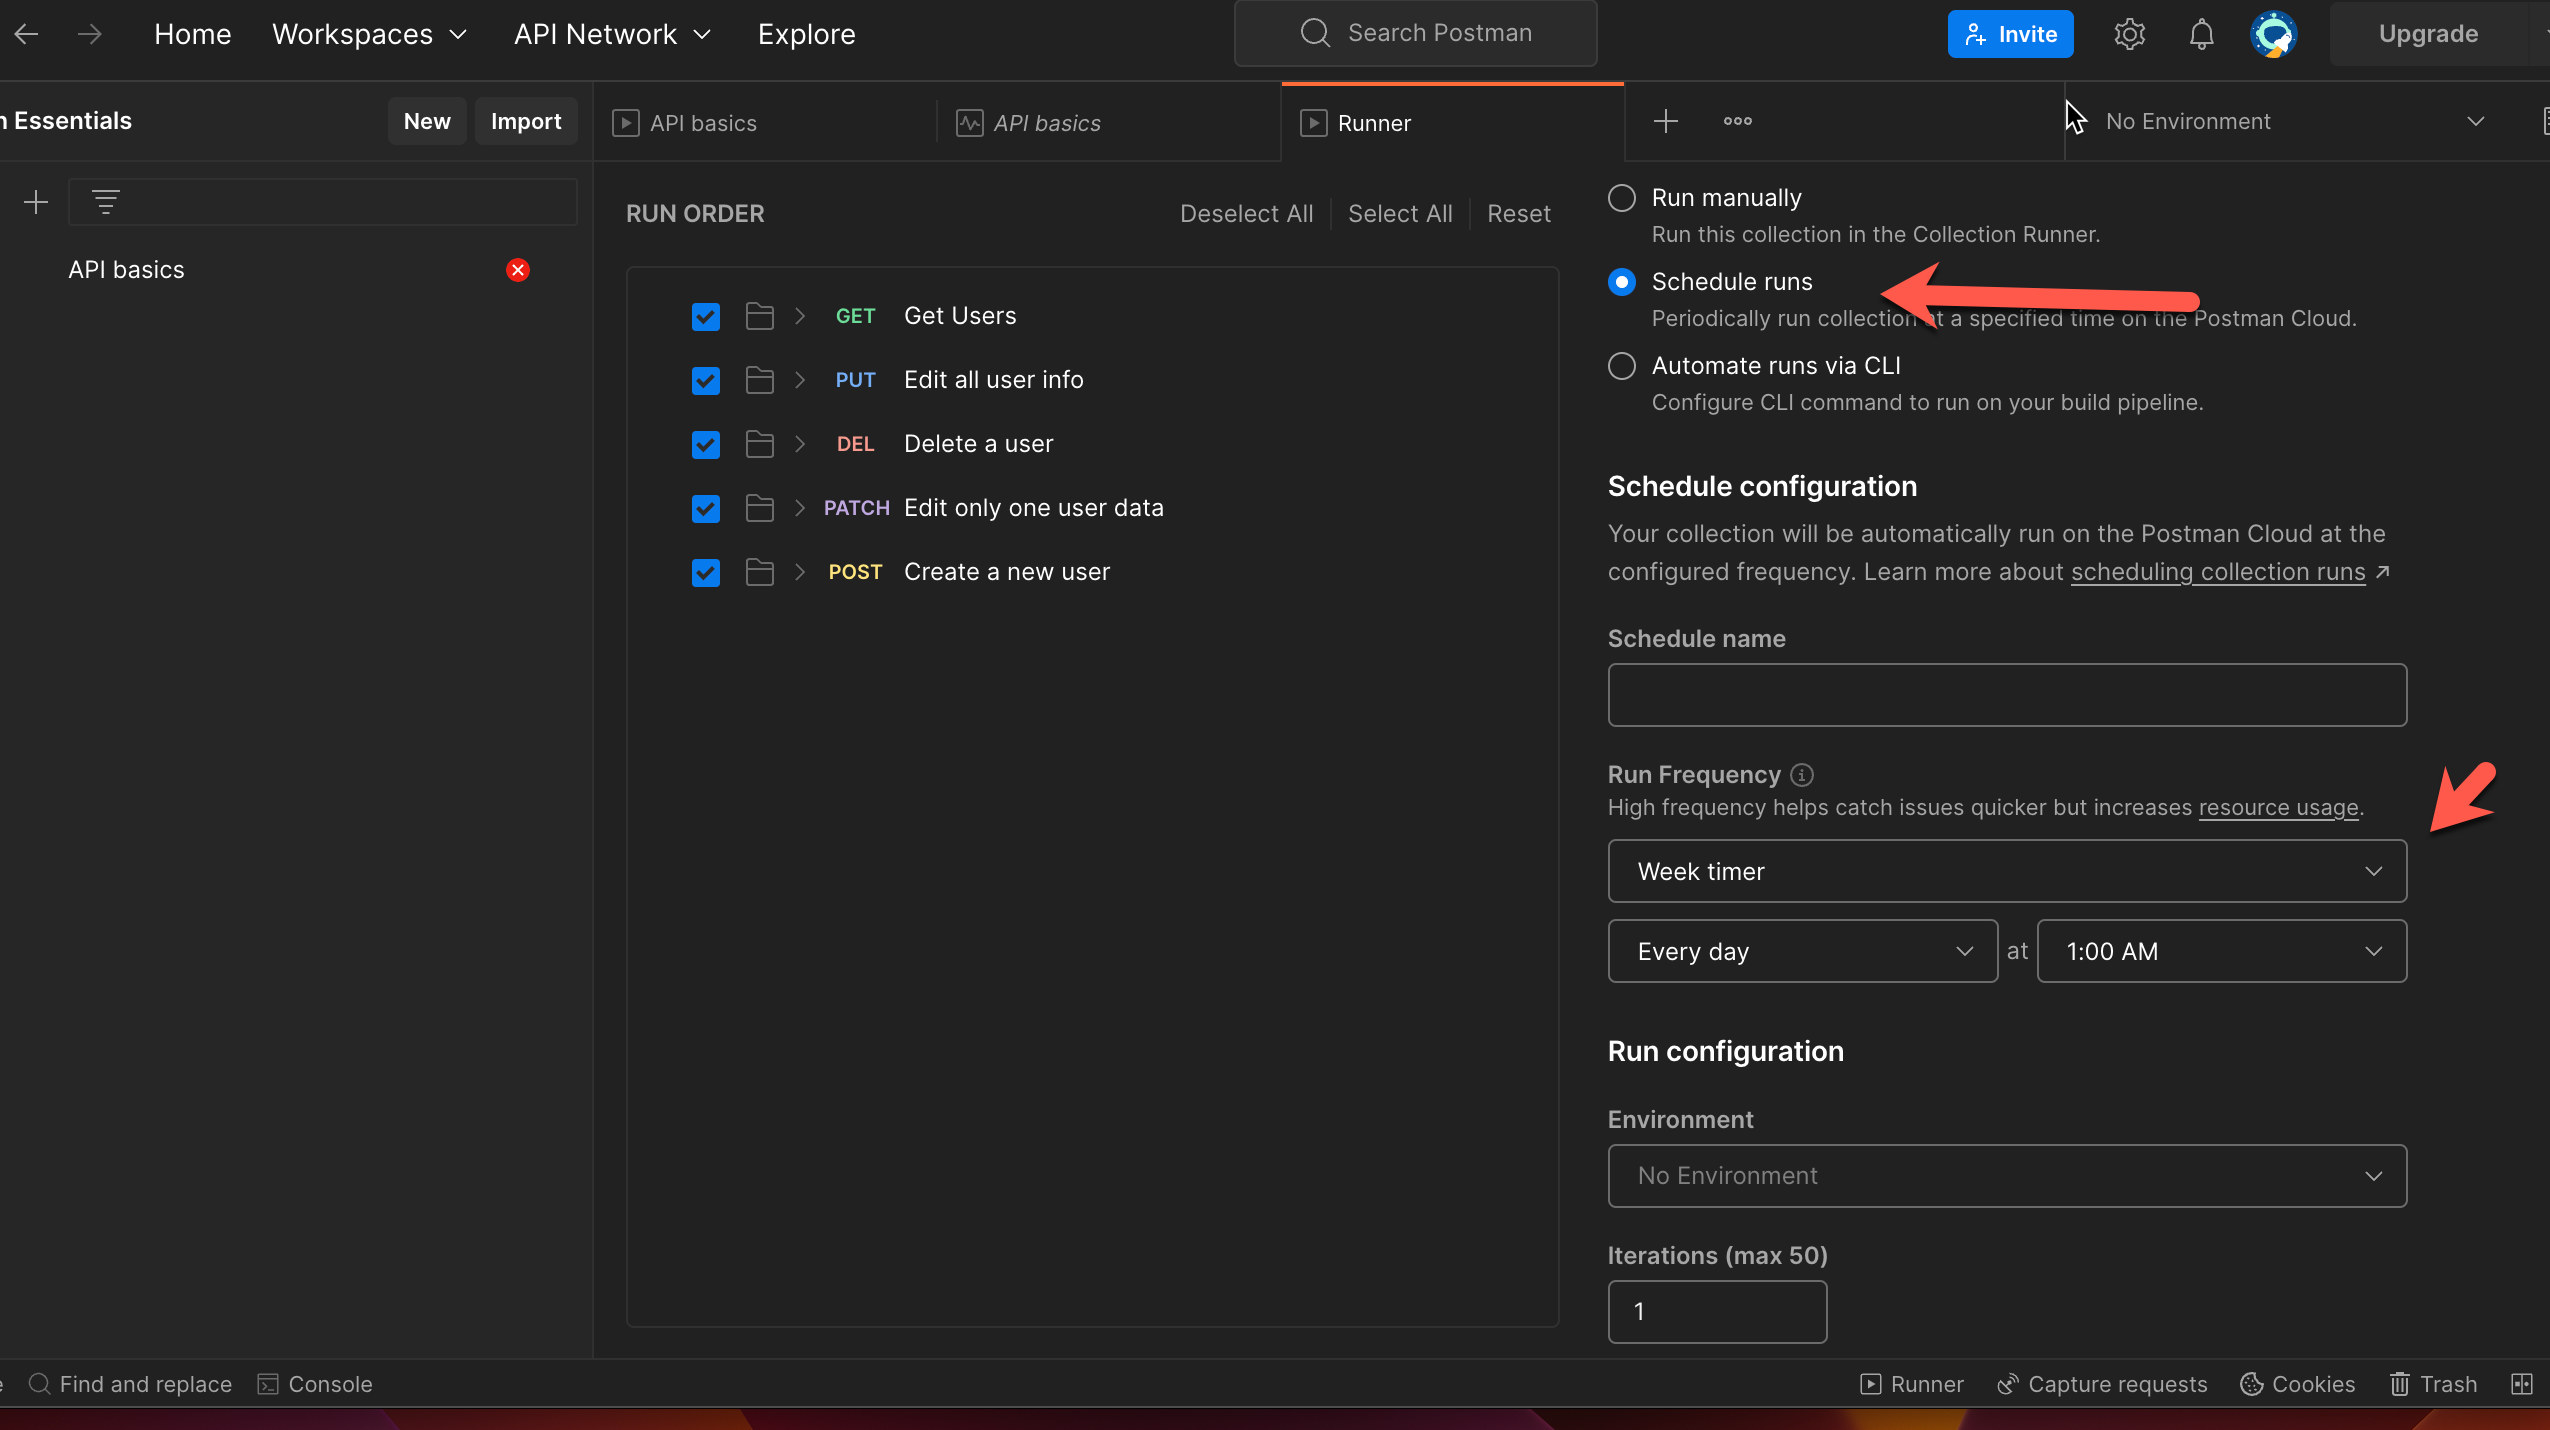 Home Workspaces API Network Explore Search Postman Invite Upgrade
n Essentials New Import API basics API basics Runner No Environment
API basics
RUN ORDER Deselect All Select All Reset
GET Get Users
PUT Edit all user info
DEL Delete a user
PATCH Edit only one user data
POST Create a new user
Run manually
Run this collection in the Collection Runner.
Schedule runs
Periodically run collection at a specified time on the Postman Cloud.
Automate runs via CLI
Configure CLI command to run on your build pipeline.
Schedule configuration
Your collection will be automatically run on the Postman Cloud at the
configured frequency. Learn more about scheduling collection runs ↗
Schedule name
Run Frequency
High frequency helps catch issues quicker but increases resource usage.
Week timer
Every day at 1:00 AM
Run configuration
Environment
No Environment
Iterations (max 50)
1
Find and replace Console Runner Capture requests Cookies Trash